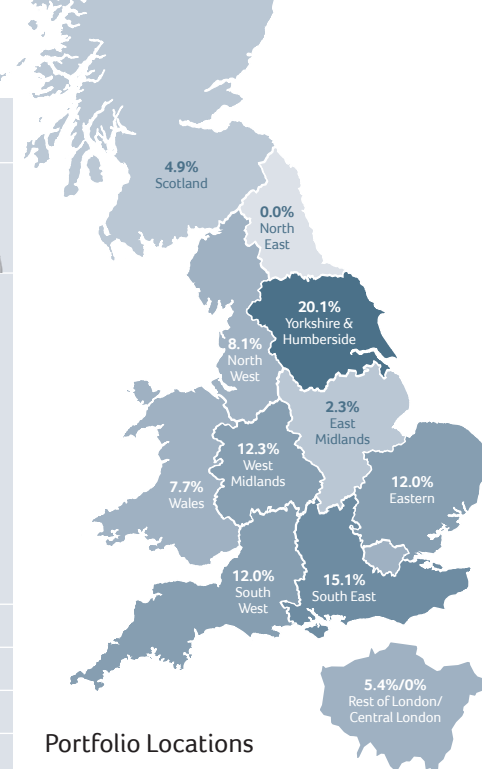 4.9%
Scotland
0.0%
North
East
20.1%
Yorkshire &
Humberside
8.1%
North
West
2.3%
East
Midlands
12.3%
West
Midlands
7.7%
Wales
12.0%
Eastern
12.0%
South
West
15.1%
South East
5.4%/0%
Rest of London/
Central London
Portfolio Locations